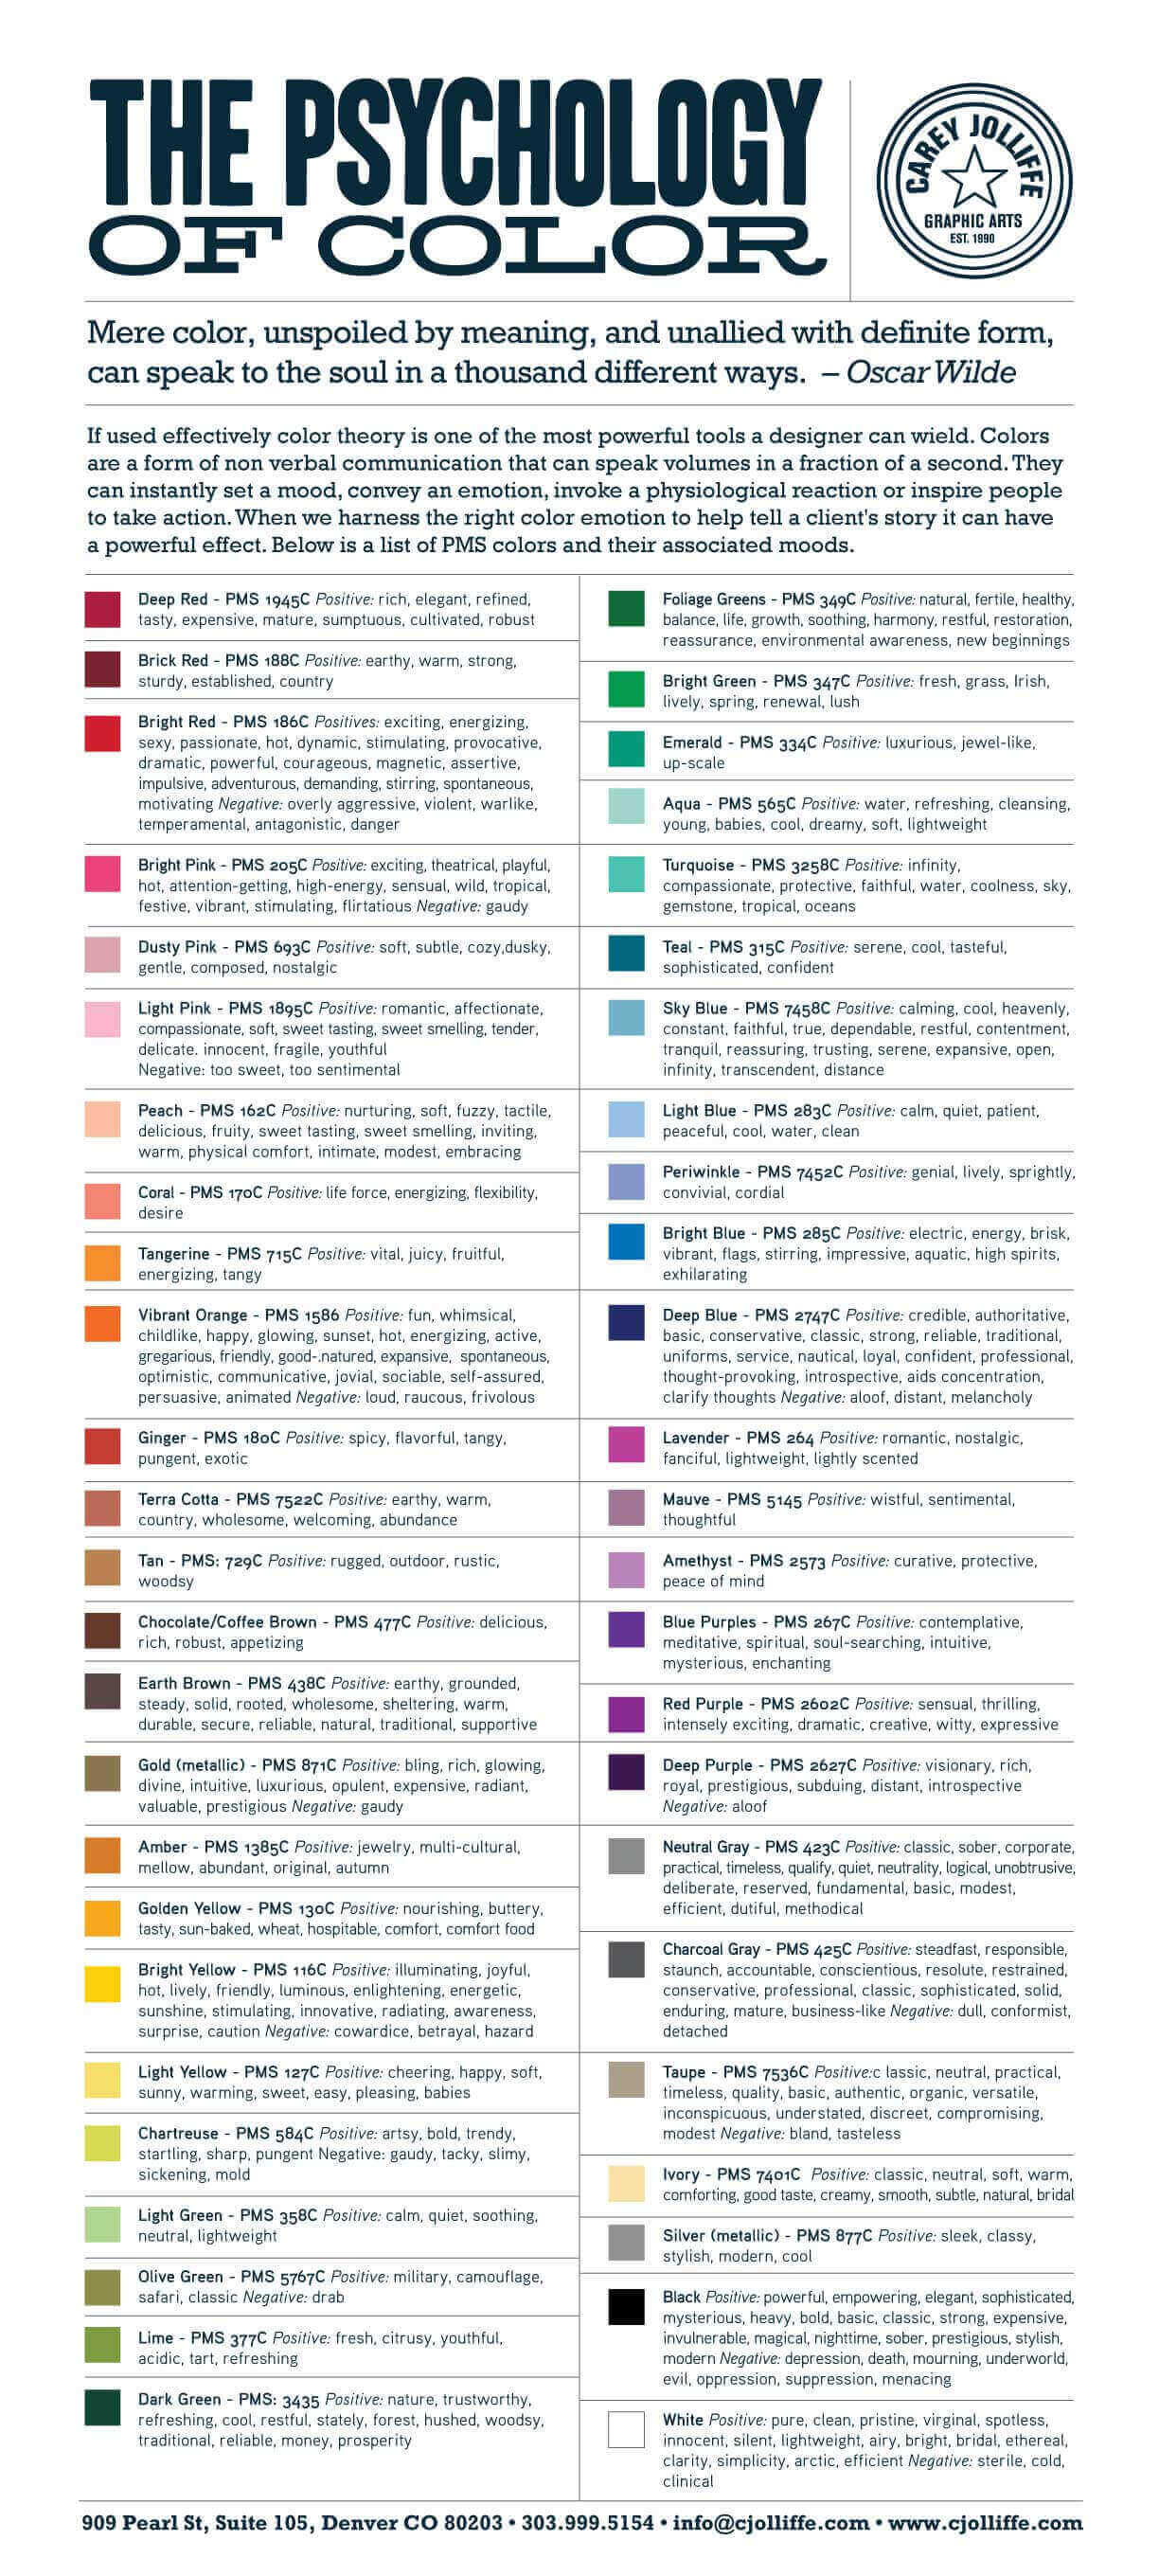 THE PSYCHOLOGY
OF COLOR
CAREY JOLLIFFE
GRAPHIC ARTS
EST. 1990
Mere color, unspoiled by meaning, and unallied with definite form,
can speak to the soul in a thousand different ways. – Oscar Wilde
If used effectively color theory is one of the most powerful tools a designer can wield. Colors
are a form of non verbal communication that can speak volumes in a fraction of a second. They
can instantly set a mood, convey an emotion, invoke a physiological reaction or inspire people
to take action. When we harness the right color emotion to help tell a client's story it can have
a powerful effect. Below is a list of PMS colors and their associated moods.
Deep Red - PMS 1945C Positive: rich, elegant, refined,
tasty, expensive, mature, sumptuous, cultivated, robust
Brick Red - PMS 188C Positive: earthy, warm, strong,
sturdy, established, country
Bright Red - PMS 186C Positives: exciting, energizing,
sexy, passionate, hot, dynamic, stimulating, provocative,
dramatic, powerful, courageous, magnetic, assertive,
impulsive, adventurous, demanding, stirring, spontaneous,
motivating Negative: overly aggressive, violent, warlike,
temperamental, antagonistic, danger
Bright Pink - PMS 205C Positive: exciting, theatrical, playful,
hot, attention-getting, high-energy, sensual, wild, tropical,
festive, vibrant, stimulating, flirtatious Negative: gaudy
Dusty Pink - PMS 693C Positive: soft, subtle, cozy,dusky,
gentle, composed, nostalgic
Light Pink - PMS 1895C Positive: romantic, affectionate,
compassionate, soft, sweet tasting, sweet smelling, tender,
delicate. innocent, fragile, youthful
Negative: too sweet, too sentimental
Peach - PMS 162C Positive: nurturing, soft, fuzzy, tactile,
delicious, fruity, sweet tasting, sweet smelling, inviting,
warm, physical comfort, intimate, modest, embracing
Coral - PMS 170C Positive: life force, energizing, flexibility,
desire
Tangerine - PMS 715C Positive: vital, juicy, fruitful,
energizing, tangy
Vibrant Orange - PMS 1586 Positive: fun, whimsical,
childlike, happy, glowing, sunset, hot, energizing, active,
gregarious, friendly, good-.natured, expansive, spontaneous,
optimistic, communicative, jovial, sociable, self-assured,
persuasive, animated Negative: loud, raucous, frivolous
Ginger - PMS 180C Positive: spicy, flavorful, tangy,
pungent, exotic
Terra Cotta - PMS 7522C Positive: earthy, warm,
country, wholesome, welcoming, abundance
Tan - PMS: 729C Positive: rugged, outdoor, rustic,
woodsy
Chocolate/Coffee Brown - PMS 477C Positive: delicious,
rich, robust, appetizing
Earth Brown - PMS 438C Positive: earthy, grounded,
steady, solid, rooted, wholesome, sheltering, warm,
durable, secure, reliable, natural, traditional, supportive
Gold (metallic) - PMS 871C Positive: bling, rich, glowing,
divine, intuitive, luxurious, opulent, expensive, radiant,
valuable, prestigious Negative: gaudy
Amber - PMS 1385C Positive: jewelry, multi-cultural,
mellow, abundant, original, autumn
Golden Yellow - PMS 130C Positive: nourishing, buttery,
tasty, sun-baked, wheat, hospitable, comfort, comfort food
Bright Yellow - PMS 116C Positive: illuminating, joyful,
hot, lively, friendly, luminous, enlightening, energetic,
sunshine, stimulating, innovative, radiating, awareness,
surprise, caution Negative: cowardice, betrayal, hazard
Light Yellow - PMS 127C Positive: cheering, happy, soft,
sunny, warming, sweet, easy, pleasing, babies
Chartreuse - PMS 584C Positive: artsy, bold, trendy,
startling, sharp, pungent Negative: gaudy, tacky, slimy,
sickening, mold
Light Green - PMS 358C Positive: calm, quiet, soothing,
neutral, lightweight
Olive Green - PMS 5767C Positive: military, camouflage,
safari, classic Negative: drab
Lime - PMS 377C Positive: fresh, citrusy, youthful,
acidic, tart, refreshing
Dark Green - PMS: 3435 Positive: nature, trustworthy,
refreshing, cool, restful, stately, forest, hushed, woodsy,
traditional, reliable, money, prosperity
Foliage Greens - PMS 349C Positive: natural, fertile, healthy,
balance, life, growth, soothing, harmony, restful, restoration,
reassurance, environmental awareness, new beginnings
Bright Green - PMS 347C Positive: fresh, grass, Irish,
lively, spring, renewal, lush
Emerald - PMS 334C Positive: luxurious, jewel-like,
up-scale
Aqua - PMS 565C Positive: water, refreshing, cleansing,
young, babies, cool, dreamy, soft, lightweight
Turquoise - PMS 3258C Positive: infinity,
compassionate, protective, faithful, water, coolness, sky,
gemstone, tropical, oceans
Teal - PMS 315C Positive: serene, cool, tasteful,
sophisticated, confident
Sky Blue - PMS 7458C Positive: calming, cool, heavenly,
constant, faithful, true, dependable, restful, contentment,
tranquil, reassuring, trusting, serene, expansive, open,
infinity, transcendent, distance
Light Blue - PMS 283C Positive: calm, quiet, patient,
peaceful, cool, water, clean
Periwinkle - PMS 7452C Positive: genial, lively, sprightly,
convivial, cordial
Bright Blue - PMS 285C Positive: electric, energy, brisk,
vibrant, flags, stirring, impressive, aquatic, high spirits,
exhilarating
Deep Blue - PMS 2747C Positive: credible, authoritative,
basic, conservative, classic, strong, reliable, traditional,
uniforms, service, nautical, loyal, confident, professional,
thought-provoking, introspective, aids concentration,
clarify thoughts Negative: aloof, distant, melancholy
Lavender - PMS 264 Positive: romantic, nostalgic,
fanciful, lightweight, lightly scented
Mauve - PMS 5145 Positive: wistful, sentimental,
thoughtful
Amethyst - PMS 2573 Positive: curative, protective,
peace of mind
Blue Purples - PMS 267C Positive: contemplative,
meditative, spiritual, soul-searching, intuitive,
mysterious, enchanting
Red Purple - PMS 2602C Positive: sensual, thrilling,
intensely exciting, dramatic, creative, witty, expressive
Deep Purple - PMS 2627C Positive: visionary, rich,
royal, prestigious, subduing, distant, introspective
Negative: aloof
Neutral Gray - PMS 423C Positive: classic, sober, corporate,
practical, timeless, qualify, quiet, neutrality, logical, unobtrusive,
deliberate, reserved, fundamental, basic, modest,
efficient, dutiful, methodical
Charcoal Gray - PMS 425C Positive: steadfast, responsible,
staunch, accountable, conscientious, resolute, restrained,
conservative, professional, classic, sophisticated, solid,
enduring, mature, business-like Negative: dull, conformist,
detached
Taupe - PMS 7536C Positive:c lassic, neutral, practical,
timeless, quality, basic, authentic, organic, versatile,
inconspicuous, understated, discreet, compromising,
modest Negative: bland, tasteless
Ivory - PMS 7401C Positive: classic, neutral, soft, warm,
comforting, good taste, creamy, smooth, subtle, natural, bridal
Silver (metallic) - PMS 877C Positive: sleek, classy,
stylish, modern, cool
Black Positive: powerful, empowering, elegant, sophisticated,
mysterious, heavy, bold, basic, classic, strong, expensive,
invulnerable, magical, nighttime, sober, prestigious, stylish,
modern Negative: depression, death, mourning, underworld,
evil, oppression, suppression, menacing
White Positive: pure, clean, pristine, virginal, spotless,
innocent, silent, lightweight, airy, bright, bridal, ethereal,
clarity, simplicity, arctic, efficient Negative: sterile, cold,
clinical
909 Pearl St, Suite 105, Denver CO 80203 • 303.999.5154 • info@cjolliffe.com • www.cjolliffe.com